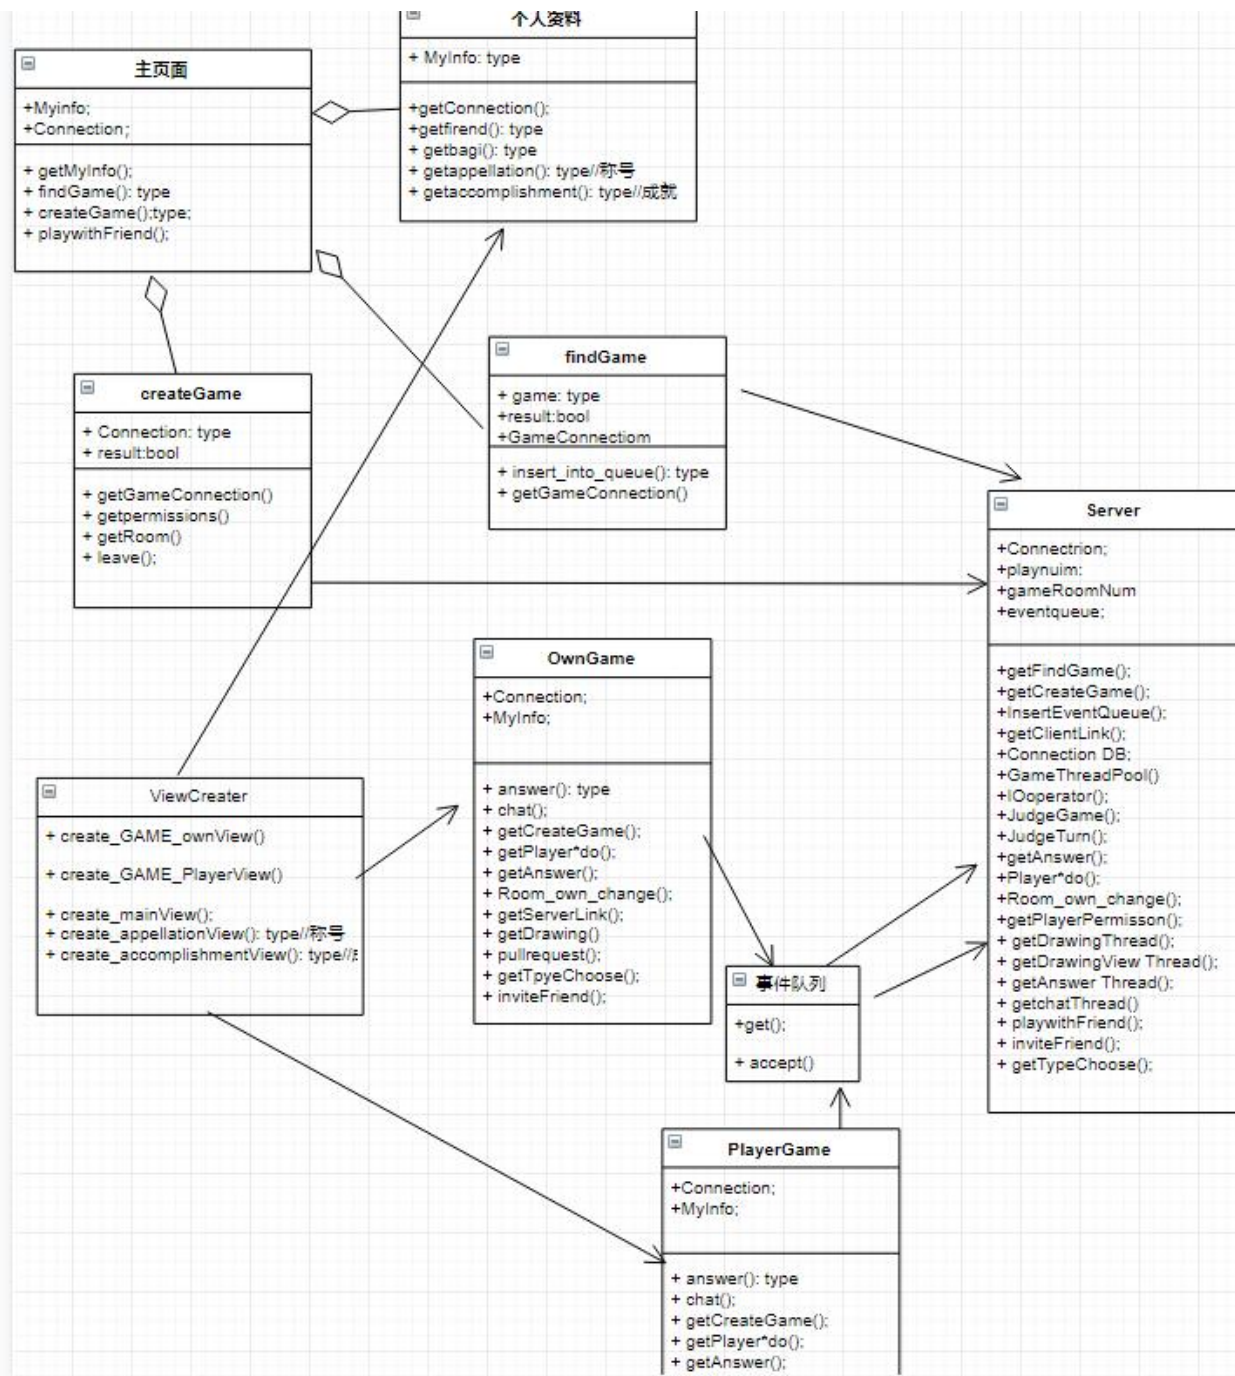 个人资料
+ MyInfo: type
+getConnection();
+getfirend(): type
+ getbagi(): type
+ getappellation(): type//称号
+ getaccomplishment(): type//成就
主页面
+Myinfo;
+Connection;
+ getMyInfo();
+ findGame(): type
+ createGame();type;
+ playwithFriend();
findGame
+ game: type
+result:bool
+GameConnectiom
+ insert_into_queue(): type
+ getGameConnection()
createGame
+ Connection: type
+ result:bool
+ getGameConnection()
+ getpermissions()
+ getRoom()
+ leave();
Server
+Connectrion;
+playnuim:
+gameRoomNum
+eventqueue;
+getFindGame();
+getCreateGame();
+InsertEventQueue();
+getClientLink();
+Connection DB;
+GameThreadPool()
+IOoperator();
+JudgeGame();
+JudgeTurn();
+getAnswer();
+Player*do();
+Room_own_change();
+getPlayerPermisson();
+ getDrawingThread();
+ getDrawingView Thread();
+ getAnswer Thread();
+ getchatThread()
+ playwithFriend();
+ inviteFriend();
+ getTypeChoose();
OwnGame
+Connection;
+MyInfo;
+ answer(): type
+ chat();
+ getCreateGame();
+ getPlayer*do();
+ getAnswer();
+ Room_own_change();
+ getServerLink();
+ getDrawing()
+ pullrequest();
+ getTpyeChoose();
+ inviteFriend();
ViewCreater
+ create_GAME_ownView()
+ create_GAME_PlayerView()
+ create_mainView();
+ create_appellationView(): type//称号
+ create_accomplishmentView(): type//
事件队列
+get();
+ accept()
PlayerGame
+Connection;
+MyInfo;
+ answer(): type
+ chat();
+ getCreateGame();
+ getPlayer*do();
+ getAnswer();